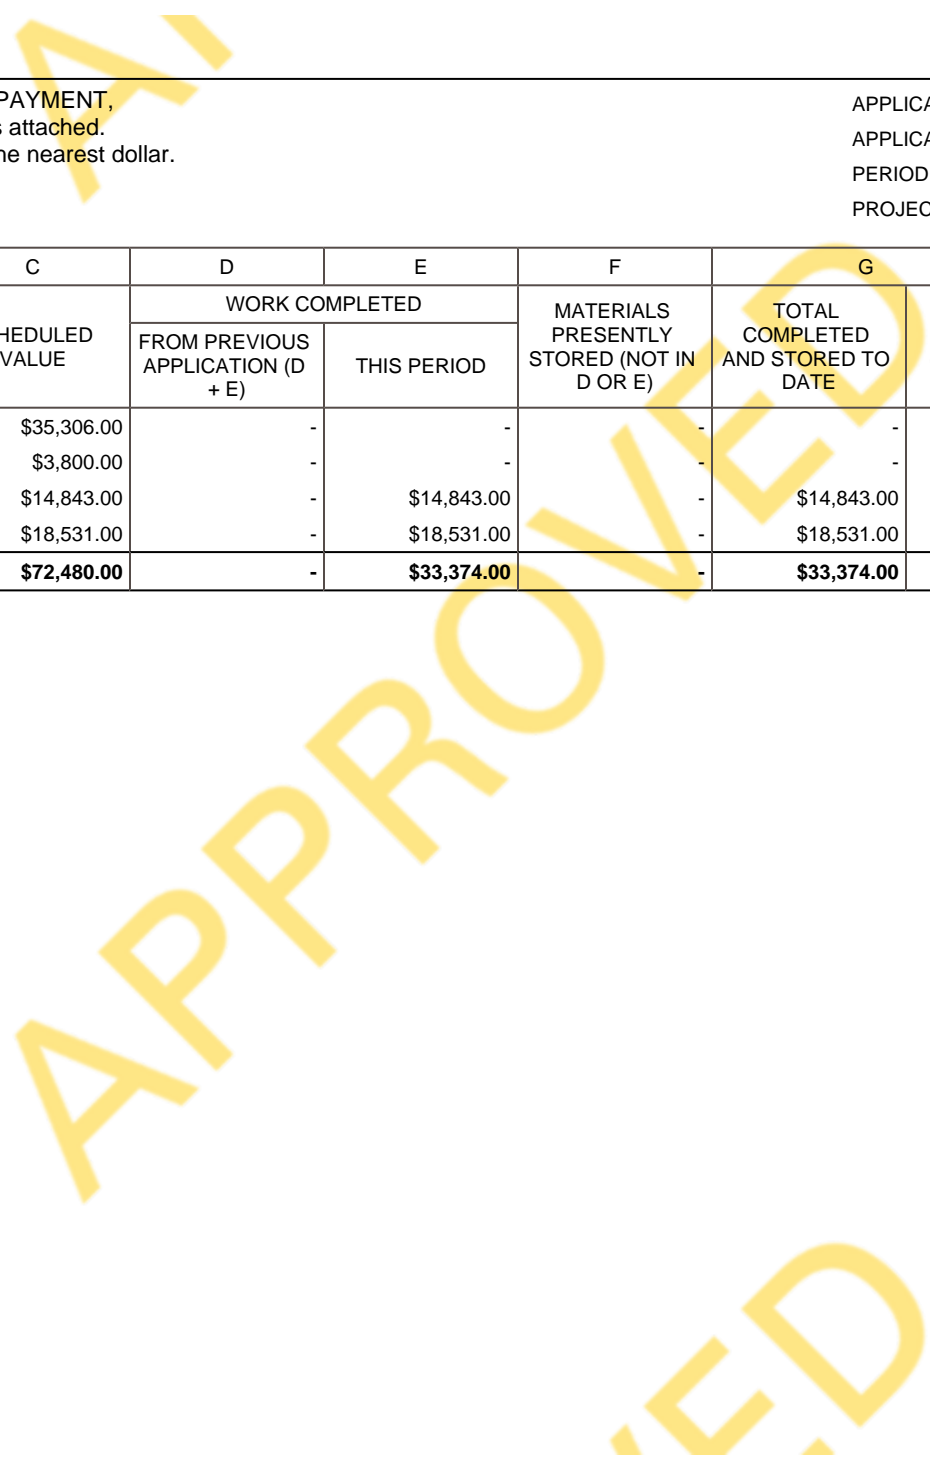 PAYMENT,
s attached.
he nearest dollar.
APPLICA
APPLICA
PERIOD
PROJEC
C D E F G
HEDULED VALUE
WORK COMPLETED
FROM PREVIOUS APPLICATION (D + E)
THIS PERIOD
MATERIALS PRESENTLY STORED (NOT IN D OR E)
TOTAL COMPLETED AND STORED TO DATE
$35,306.00 - - - -
$3,800.00 - - - -
$14,843.00 - $14,843.00 - $14,843.00
$18,531.00 - $18,531.00 - $18,531.00
$72,480.00 - $33,374.00 - $33,374.00
APPROVED
VED